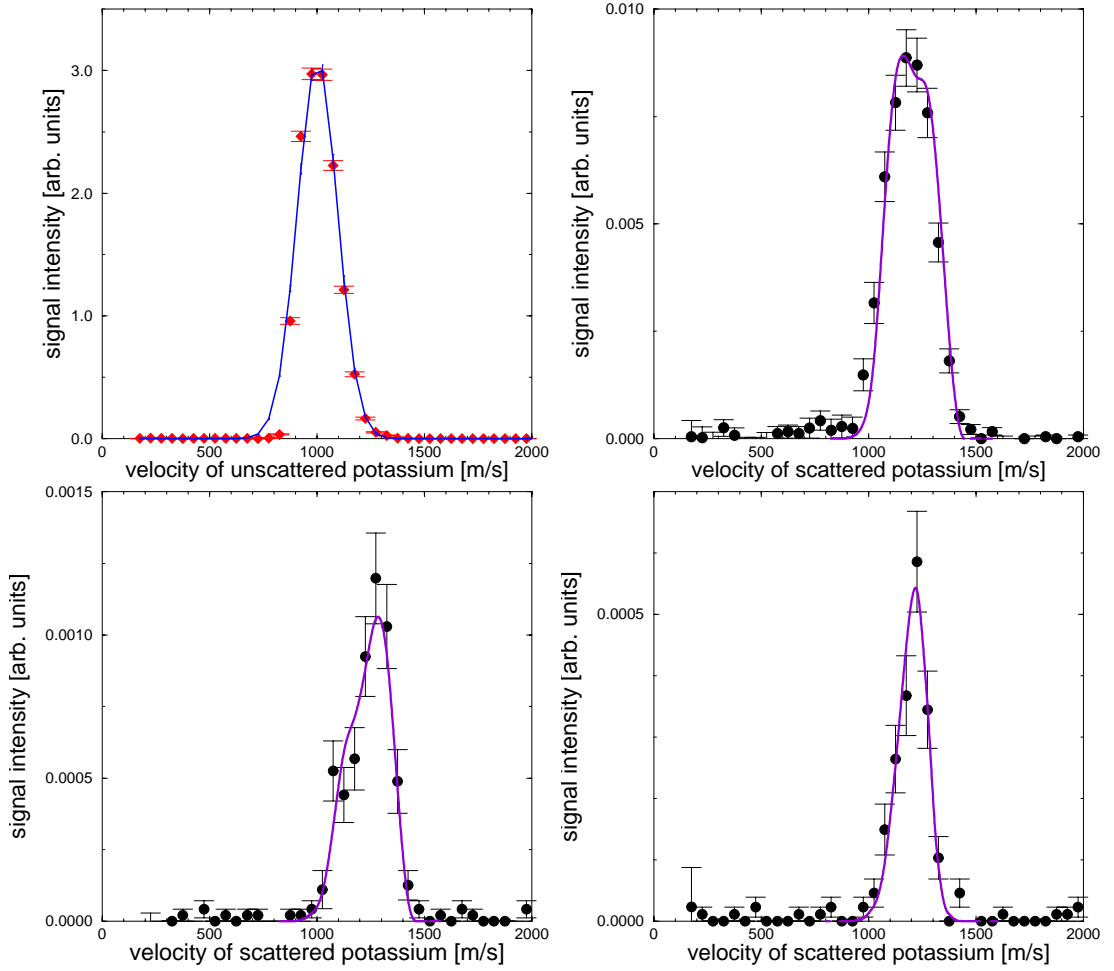 signal intensity [arb. units]
3.0
2.0
1.0
0.0
0 500 1000 1500 2000
velocity of unscattered potassium [m/s]
signal intensity [arb. units]
0.010
0.005
0.000
0 500 1000 1500 2000
velocity of scattered potassium [m/s]
signal intensity [arb. units]
0.0015
0.0010
0.0005
0.0000
0 500 1000 1500 2000
velocity of scattered potassium [m/s]
signal intensity [arb. units]
0.0005
0.0000
0 500 1000 1500 2000
velocity of scattered potassium [m/s]